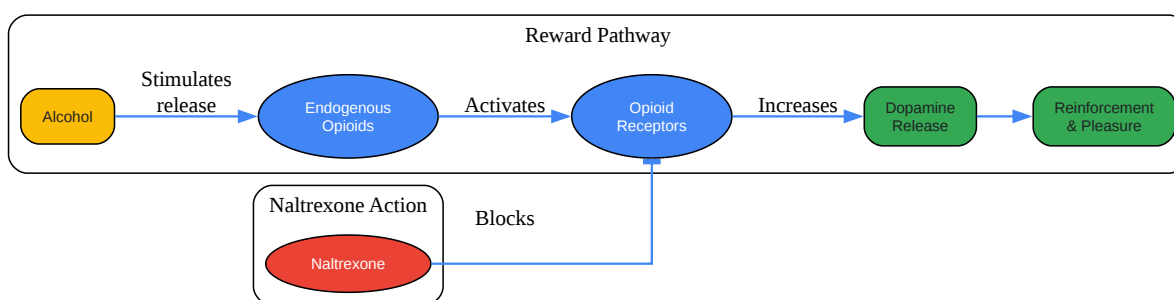 Reward Pathway
Alcohol
Stimulates
release
Endogenous
Opioids
Activates
Opioid
Receptors
Increases
Dopamine
Release
Reinforcement
& Pleasure
Naltrexone Action
Naltrexone
Blocks